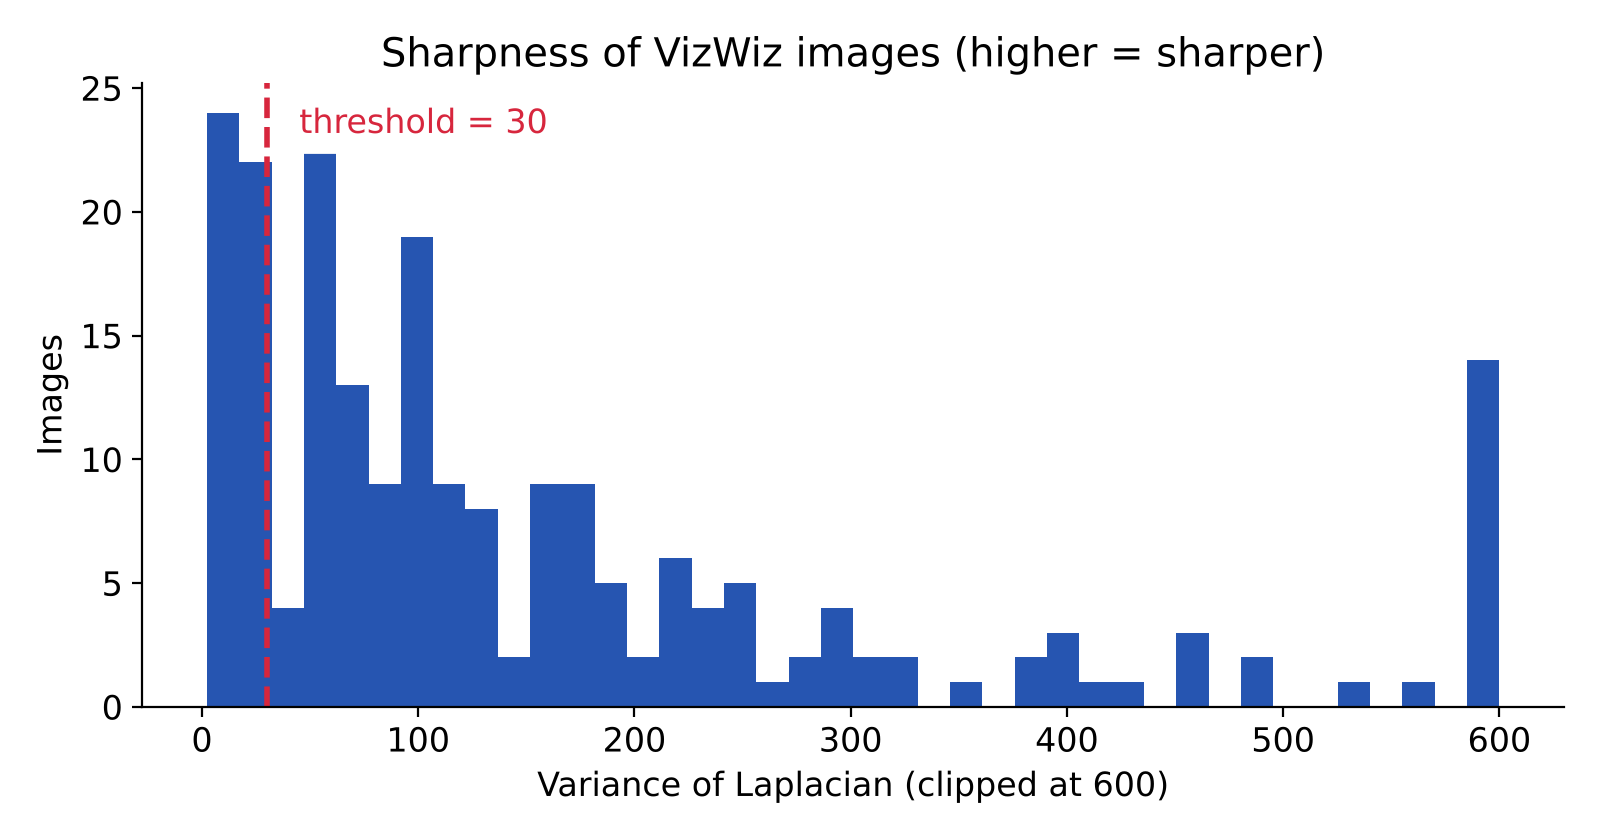 Sharpness of VizWiz images (higher = sharper)
threshold = 30
25
20
15
10
5
0
Images
0 100 200 300 400 500 600
Variance of Laplacian (clipped at 600)